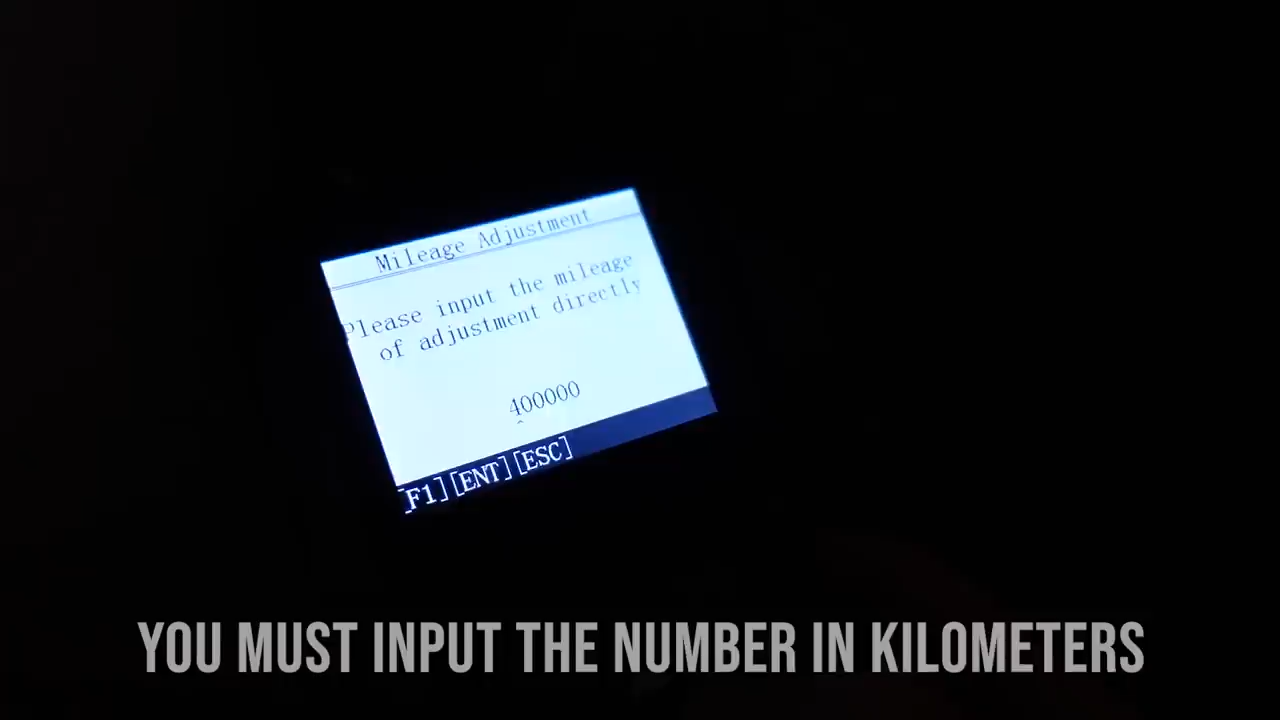 Mileage Adjustment
Please input the mileage
of adjustment directly
400000
[F1][ENT][ESC]
YOU MUST INPUT THE NUMBER IN KILOMETERS